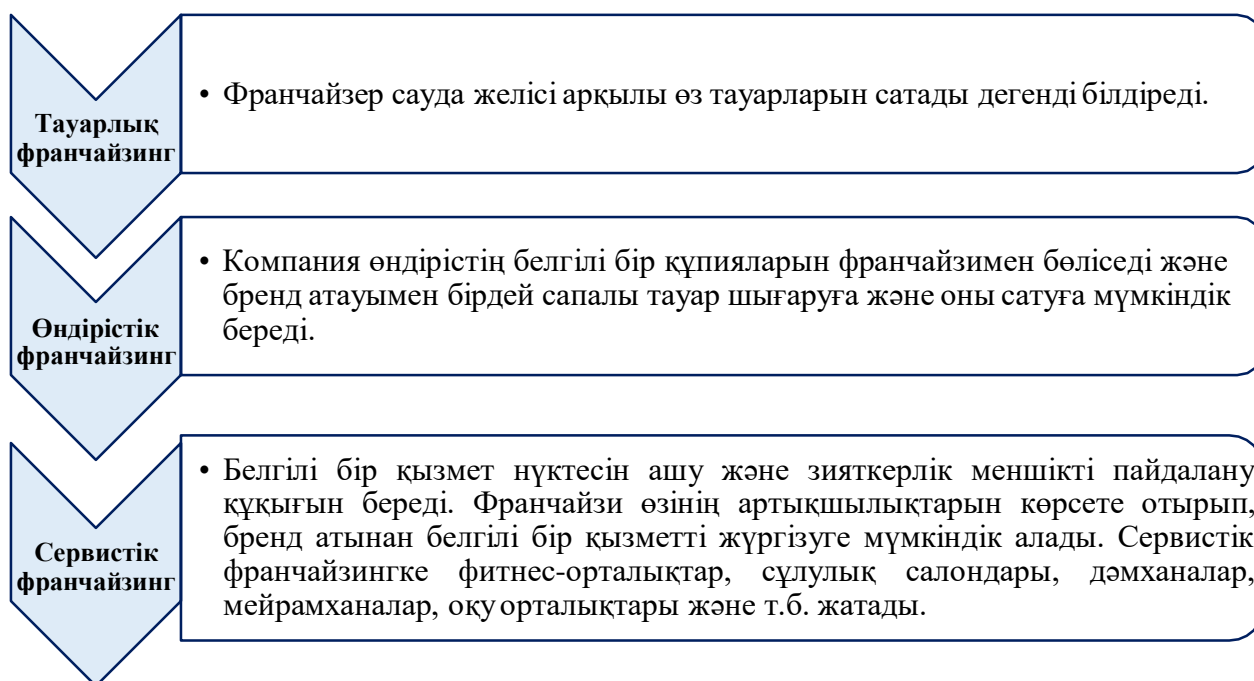 Тауарлық
франчайзинг
• Франчайзер сауда желісі арқылы өз тауарларын сатады дегенді білдіреді.
Өндірістік
франчайзинг
• Компания өндірістің белгілі бір құпияларын франчайзимен бөліседі және
бренд атауымен бірдей сапалы тауар шығаруға және оны сатуға мүмкіндік
береді.
Сервистік
франчайзинг
• Белгілі бір қызмет нүктесін ашу және зияткерлік меншікті пайдалану
құқығын береді. Франчайзи өзінің артықшылықтарын көрсете отырып,
бренд атынан белгілі бір қызметті жүргізуге мүмкіндік алады. Сервистік
франчайзингке фитнес-орталықтар, сұлулық салондары, дәмханалар,
мейрамханалар, оқу орталықтары және т.б. жатады.